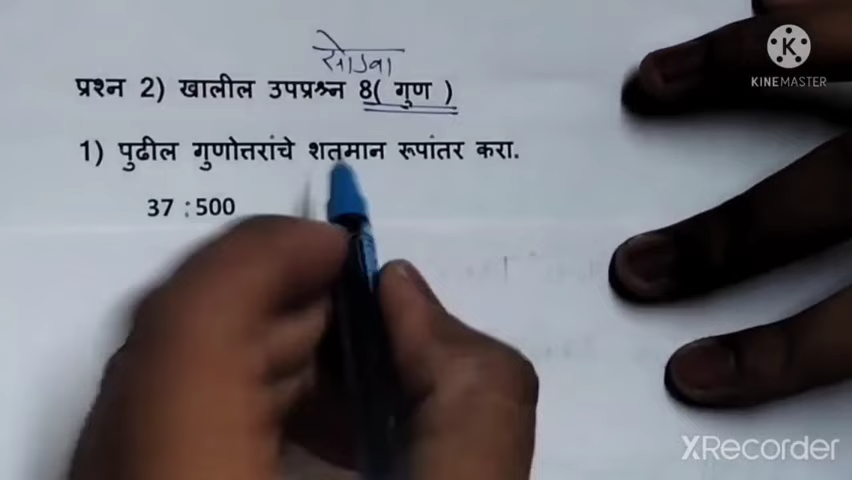 सोडवा
प्रश्न 2) खालील उपप्रश्न 8( गुण )
1) पुढील गुणोत्तरांचे शतमान रूपांतर करा.
37 : 500
KINEMASTER
XRecorder